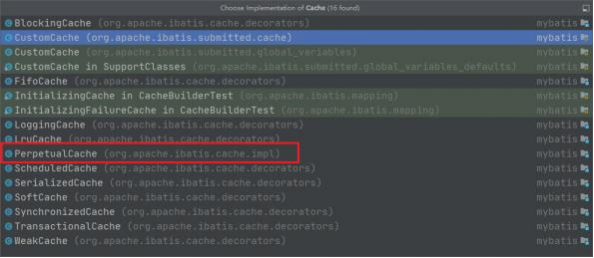 Choose Implementation of Cache (16 found)
BlockingCache (org.apache.ibatis.cache.decorators) mybatis
CustomCache (org.apache.ibatis.submitted.cache) mybatis
CustomCache (org.apache.ibatis.submitted.global_variables) mybatis
CustomCache in SupportClasses (org.apache.ibatis.submitted.global_variables_defaults) mybatis
FifoCache (org.apache.ibatis.cache.decorators) mybatis
InitializingCache in CacheBuilderTest (org.apache.ibatis.mapping) mybatis
InitializingFailureCache in CacheBuilderTest (org.apache.ibatis.mapping) mybatis
LoggingCache (org.apache.ibatis.cache.decorators) mybatis
LruCache (org.apache.ibatis.cache.decorators) mybatis
PerpetualCache (org.apache.ibatis.cache.impl) mybatis
ScheduledCache (org.apache.ibatis.cache.decorators) mybatis
SerializedCache (org.apache.ibatis.cache.decorators) mybatis
SoftCache (org.apache.ibatis.cache.decorators) mybatis
SynchronizedCache (org.apache.ibatis.cache.decorators) mybatis
TransactionalCache (org.apache.ibatis.cache.decorators) mybatis
WeakCache (org.apache.ibatis.cache.decorators) mybatis